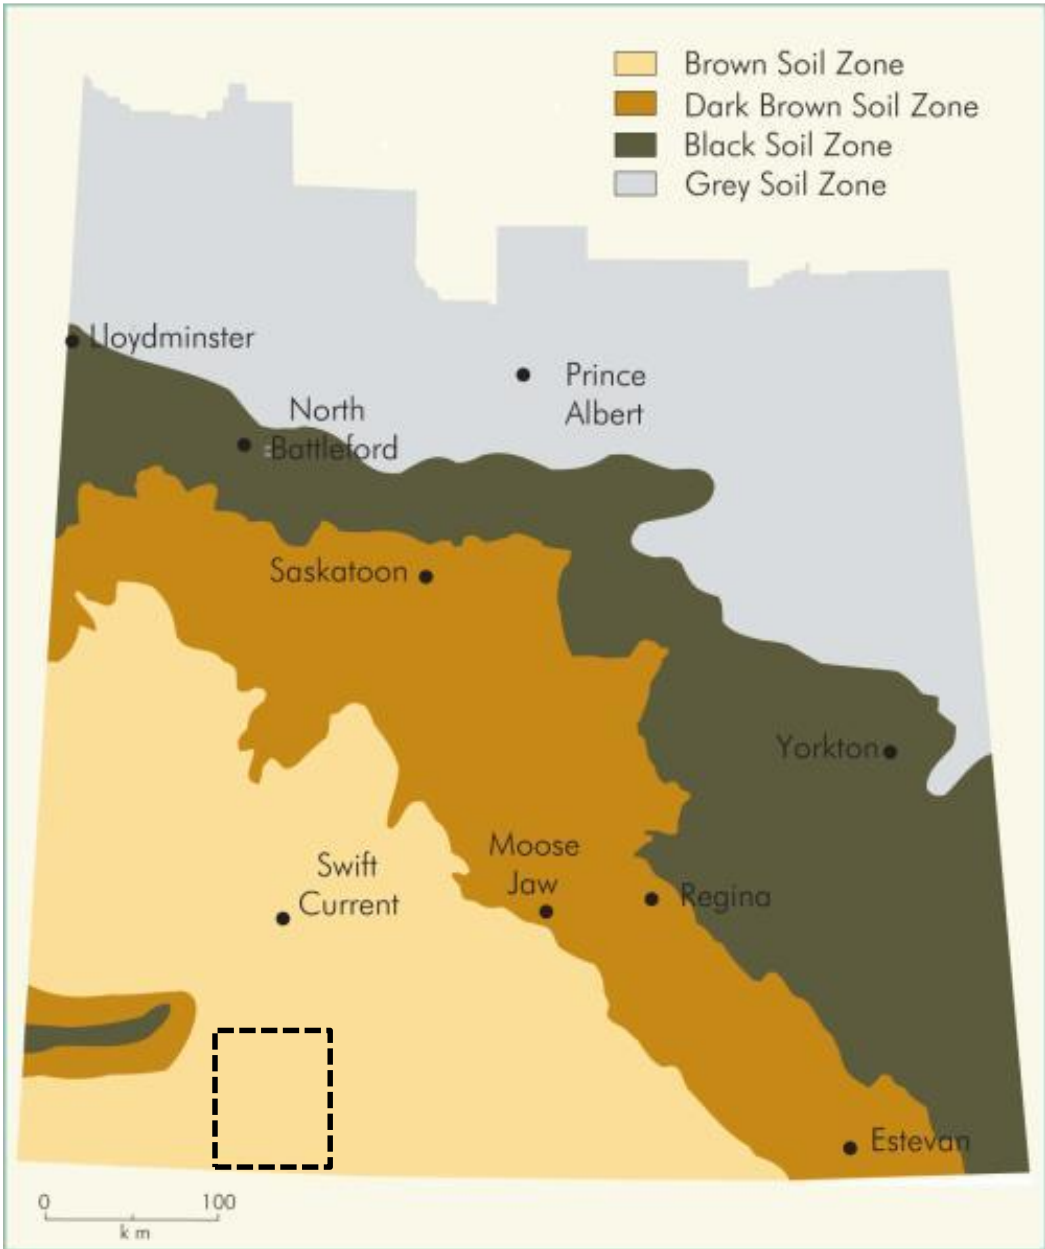 Brown Soil Zone
Dark Brown Soil Zone
Black Soil Zone
Grey Soil Zone
Lloydminster
Prince
Albert
North
Battleford
Saskatoon
Yorkton
Moose
Jaw
Swift
Current
Regina
Estevan
0 100
km